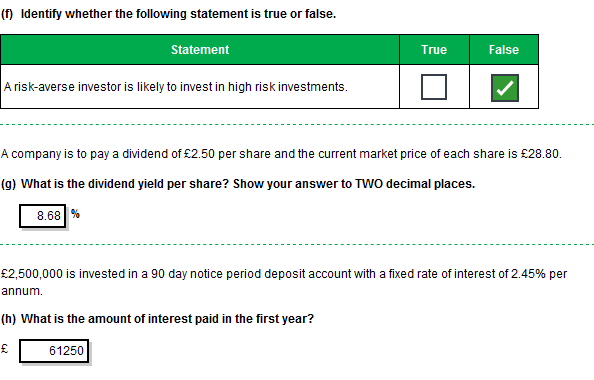 (f) Identify whether the following statement is true or false.
Statement True False
A risk-averse investor is likely to invest in high risk investments.
A company is to pay a dividend of £2.50 per share and the current market price of each share is £28.80.
(g) What is the dividend yield per share? Show your answer to TWO decimal places.
8.68 %
£2,500,000 is invested in a 90 day notice period deposit account with a fixed rate of interest of 2.45% per
annum.
(h) What is the amount of interest paid in the first year?
£ 61250